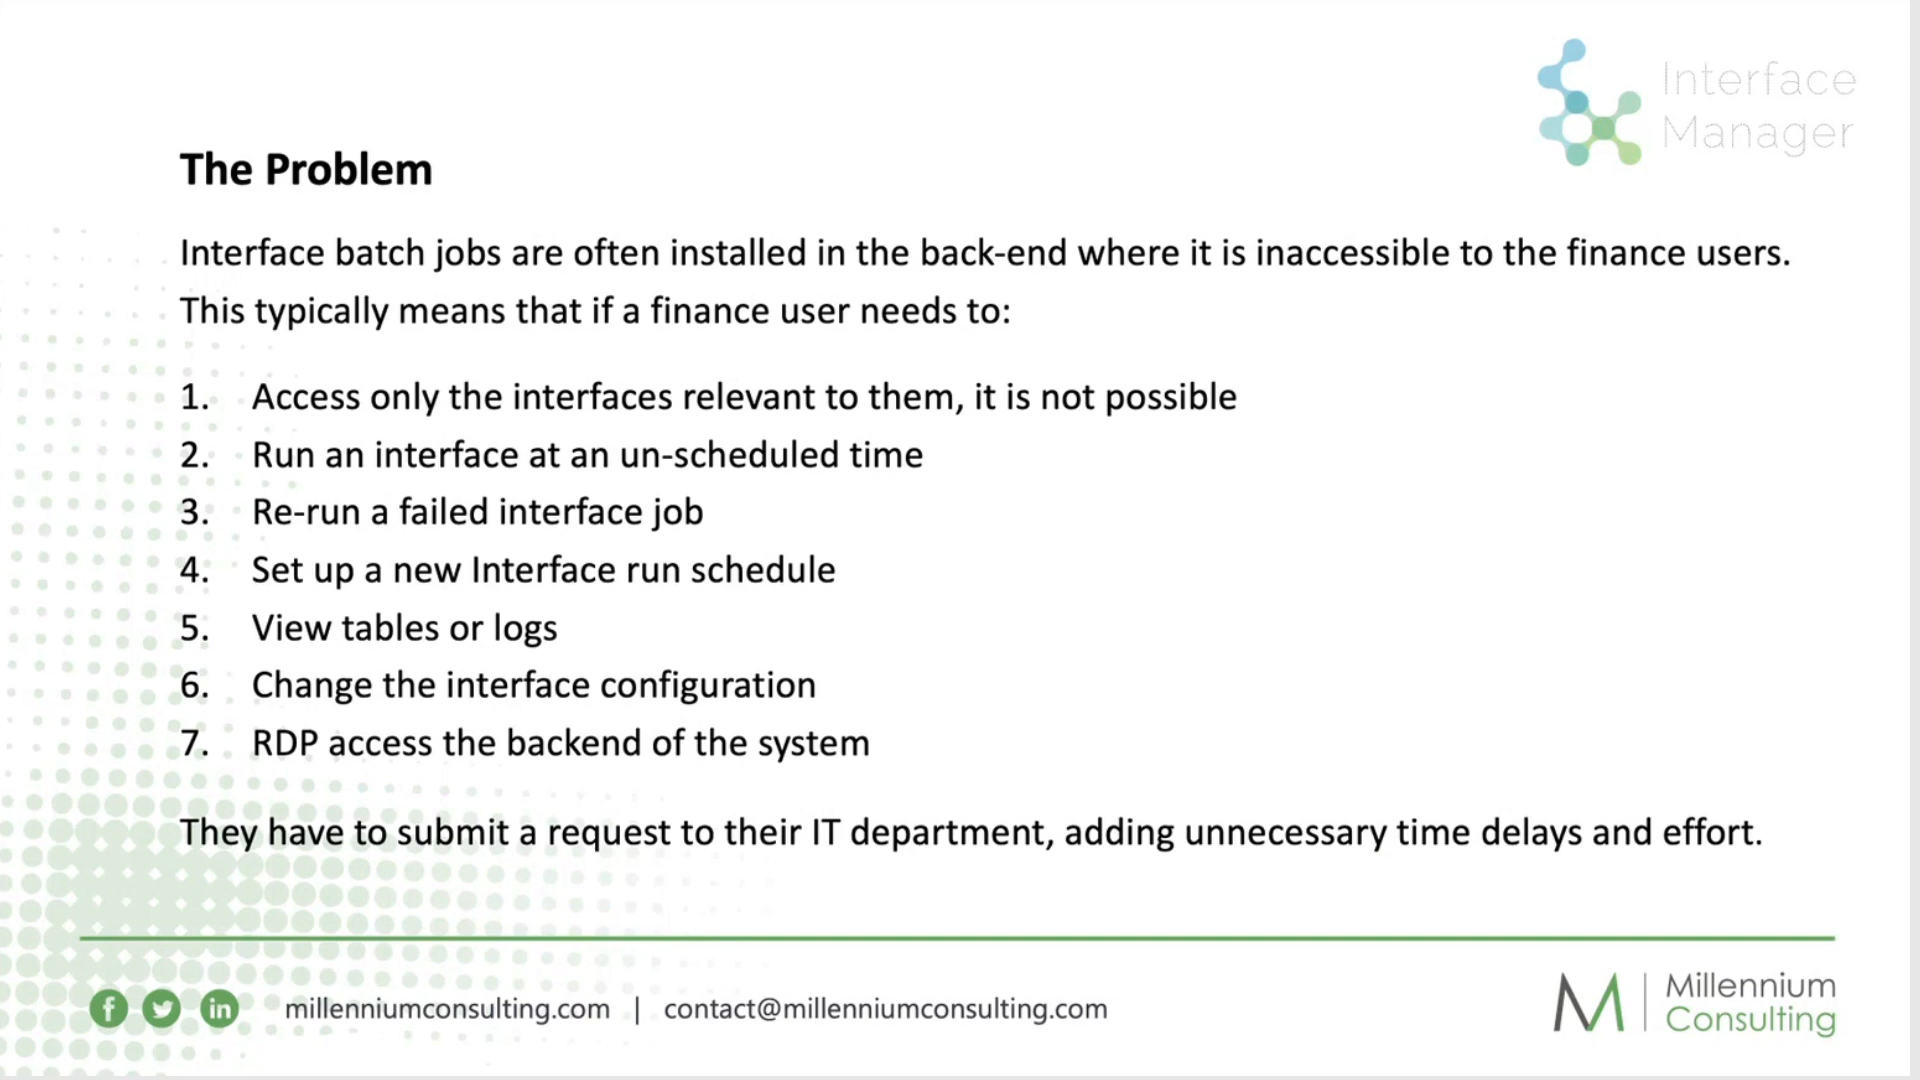 Interface
Manager
The Problem
Interface batch jobs are often installed in the back-end where it is inaccessible to the finance users.
This typically means that if a finance user needs to:
1. Access only the interfaces relevant to them, it is not possible
2. Run an interface at an un-scheduled time
3. Re-run a failed interface job
4. Set up a new Interface run schedule
5. View tables or logs
6. Change the interface configuration
7. RDP access the backend of the system
They have to submit a request to their IT department, adding unnecessary time delays and effort.
f in millenniumconsulting.com | contact@millenniumconsulting.com
M | Millennium
Consulting